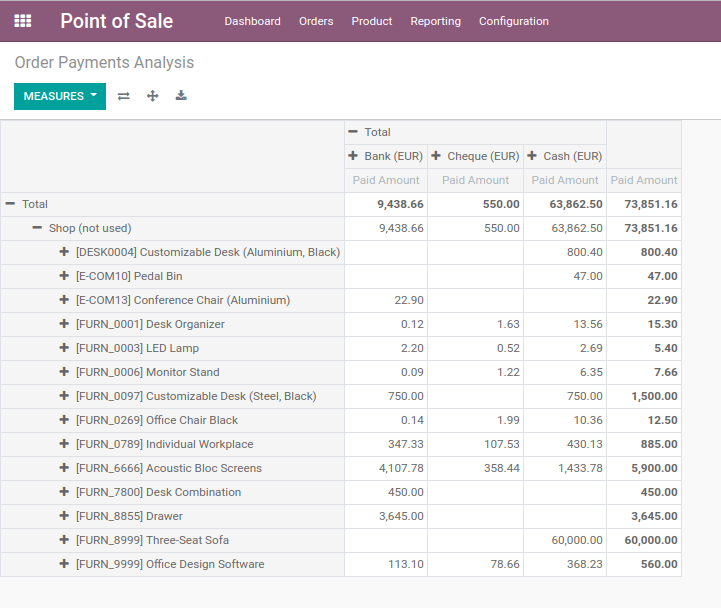 Point of Sale Dashboard Orders Product Reporting Configuration
Order Payments Analysis
MEASURES
Total
Bank (EUR) Cheque (EUR) Cash (EUR)
Paid Amount Paid Amount Paid Amount Paid Amount
Total 9,438.66 550.00 63,862.50 73,851.16
Shop (not used) 9,438.66 550.00 63,862.50 73,851.16
[DESK0004] Customizable Desk (Aluminium, Black) 800.40 800.40
[E-COM10] Pedal Bin 47.00 47.00
[E-COM13] Conference Chair (Aluminium) 22.90 22.90
[FURN_0001] Desk Organizer 0.12 1.63 13.56 15.30
[FURN_0003] LED Lamp 2.20 0.52 2.69 5.40
[FURN_0006] Monitor Stand 0.09 1.22 6.35 7.66
[FURN_0097] Customizable Desk (Steel, Black) 750.00 750.00 1,500.00
[FURN_0269] Office Chair Black 0.14 1.99 10.36 12.50
[FURN_0789] Individual Workplace 347.33 107.53 430.13 885.00
[FURN_6666] Acoustic Bloc Screens 4,107.78 358.44 1,433.78 5,900.00
[FURN_7800] Desk Combination 450.00 450.00
[FURN_8855] Drawer 3,645.00 3,645.00
[FURN_8999] Three-Seat Sofa 60,000.00 60,000.00
[FURN_9999] Office Design Software 113.10 78.66 368.23 560.00